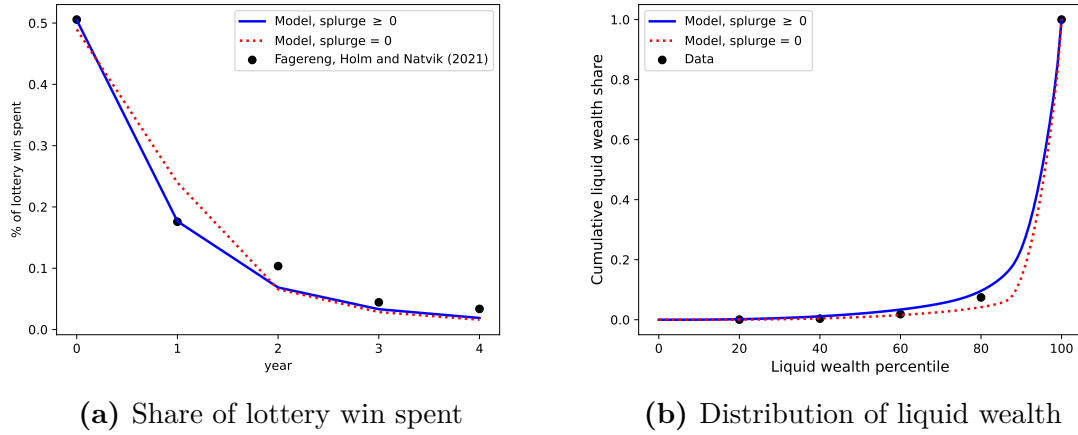 0.5
0.4
0.3
0.2
0.1
0.0
% of lottery win spent
Model, splurge ≥ 0
Model, splurge = 0
Fagereng, Holm and Natvik (2021)
0 1 2 3 4
year
(a) Share of lottery win spent
1.0
0.8
0.6
0.4
0.2
0.0
Cumulative liquid wealth share
Model, splurge ≥ 0
Model, splurge = 0
Data
0 20 40 60 80 100
Liquid wealth percentile
(b) Distribution of liquid wealth